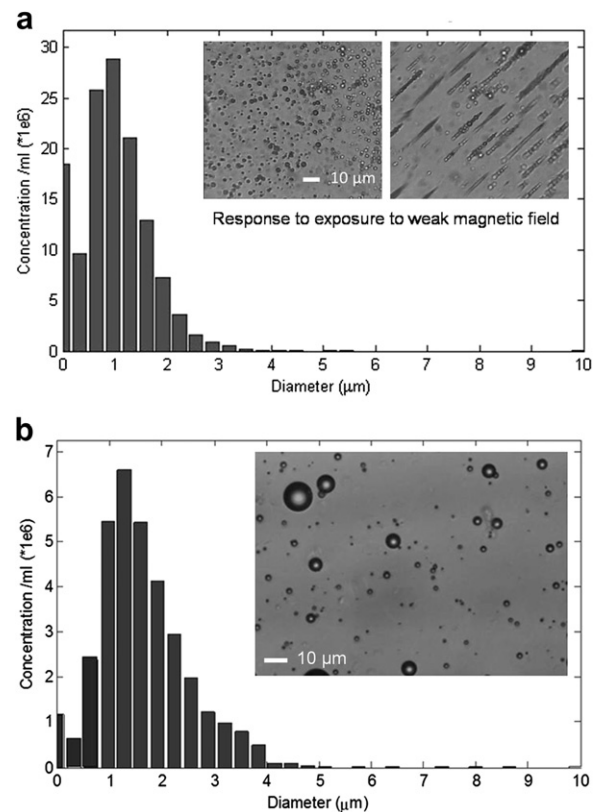 a
Concentration /ml (*1e6)
30
25
20
15
10
5
0
10 μm
Response to exposure to weak magnetic field
0 1 2 3 4 5 6 7 8 9 10
Diameter (μm)
b
Concentration /ml (*1e6)
7
6
5
4
3
2
1
0
10 μm
0 1 2 3 4 5 6 7 8 9 10
Diameter (μm)